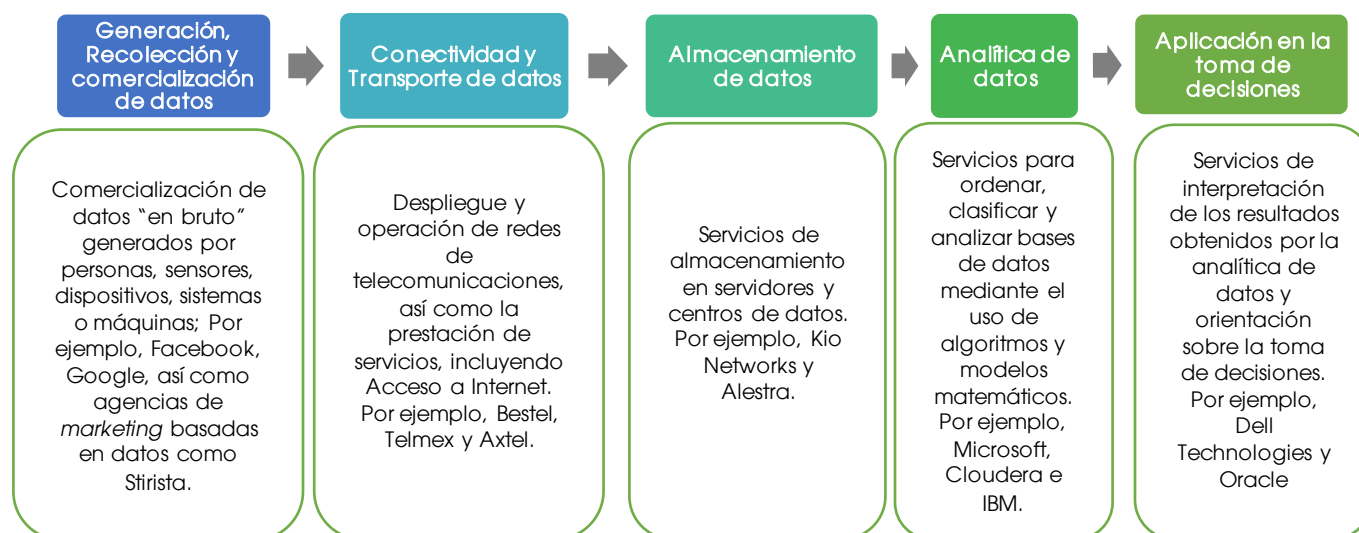 Generación,
Recolección y
comercialización
de datos
Conectividad y
Transporte de datos
Almacenamiento
de datos
Analítica de
datos
Aplicación en la
toma de
decisiones
Comercialización de
datos "en bruto"
generados por
personas, sensores,
dispositivos, sistemas
o máquinas; Por
ejemplo, Facebook,
Google, así como
agencias de
marketing basadas
en datos como
Stirista.
Despliegue y
operación de redes
de
telecomunicaciones,
así como la
prestación de
servicios, incluyendo
Acceso a Internet.
Por ejemplo, Bestel,
Telmex y Axtel.
Servicios de
almacenamiento
en servidores y
centros de datos.
Por ejemplo, Kio
Networks y
Alestra.
Servicios para
ordenar,
clasificar y
analizar bases
de datos
mediante el
uso de
algoritmos y
modelos
matemáticos.
Por ejemplo,
Microsoft,
Cloudera e
IBM.
Servicios de
interpretación
de los resultados
obtenidos por la
analítica de
datos y
orientación
sobre la toma
de decisiones.
Por ejemplo,
Dell
Technologies y
Oracle